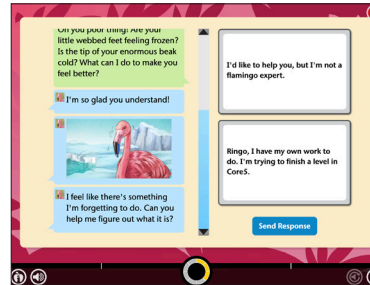 Oh you poor thing! Are your
little webbed feet feeling frozen?
Is the tip of your enormous beak
cold? What can I do to make you
feel better?
I'm so glad you understand!
I feel like there's something
I'm forgetting to do. Can you
help me figure out what it is?
I'd like to help you, but I'm not a
flamingo expert.
Ringo, I have my own work to
do. I'm trying to finish a level in
Core5.
Send Response